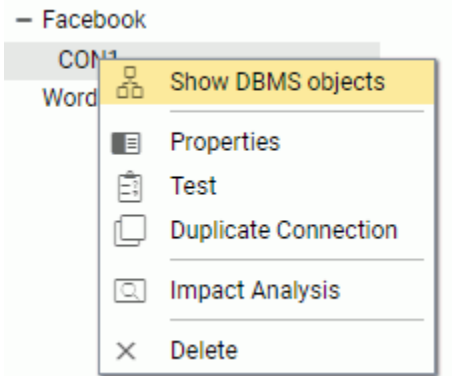 – Facebook
CON1
Word
Show DBMS objects
Properties
Test
Duplicate Connection
Impact Analysis
Delete